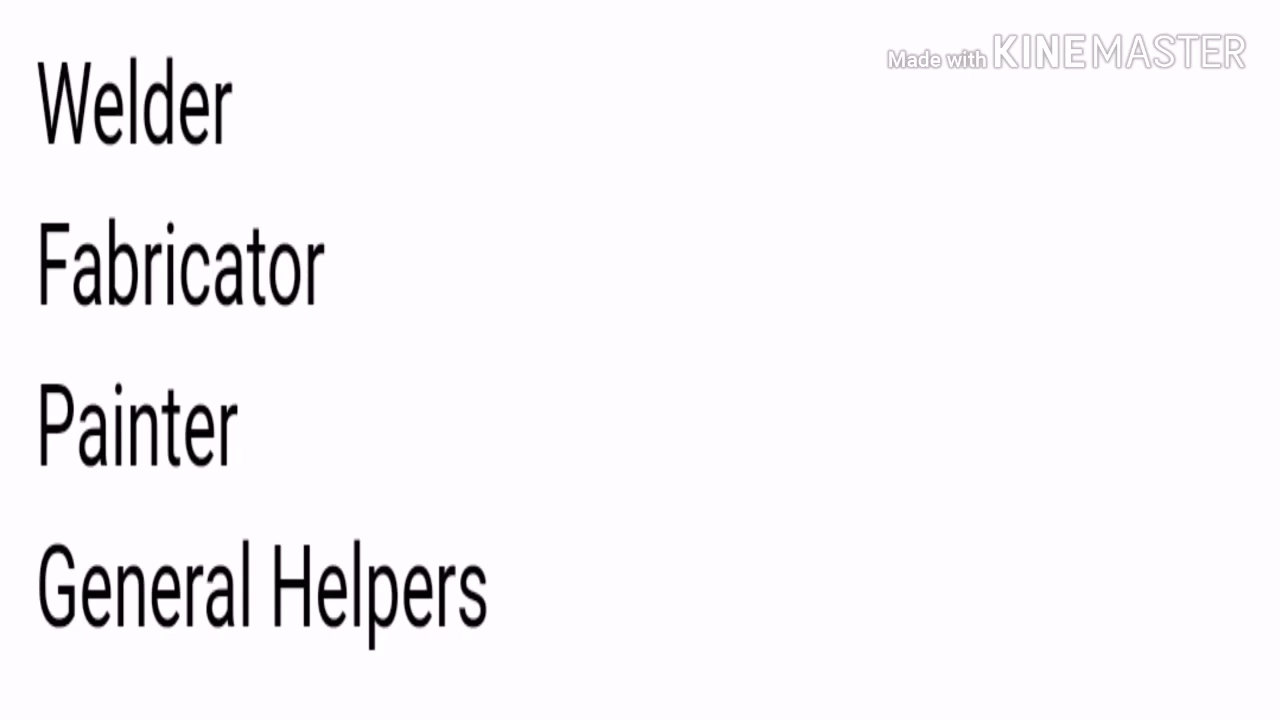 Made with KINEMASTER
Welder
Fabricator
Painter
General Helpers